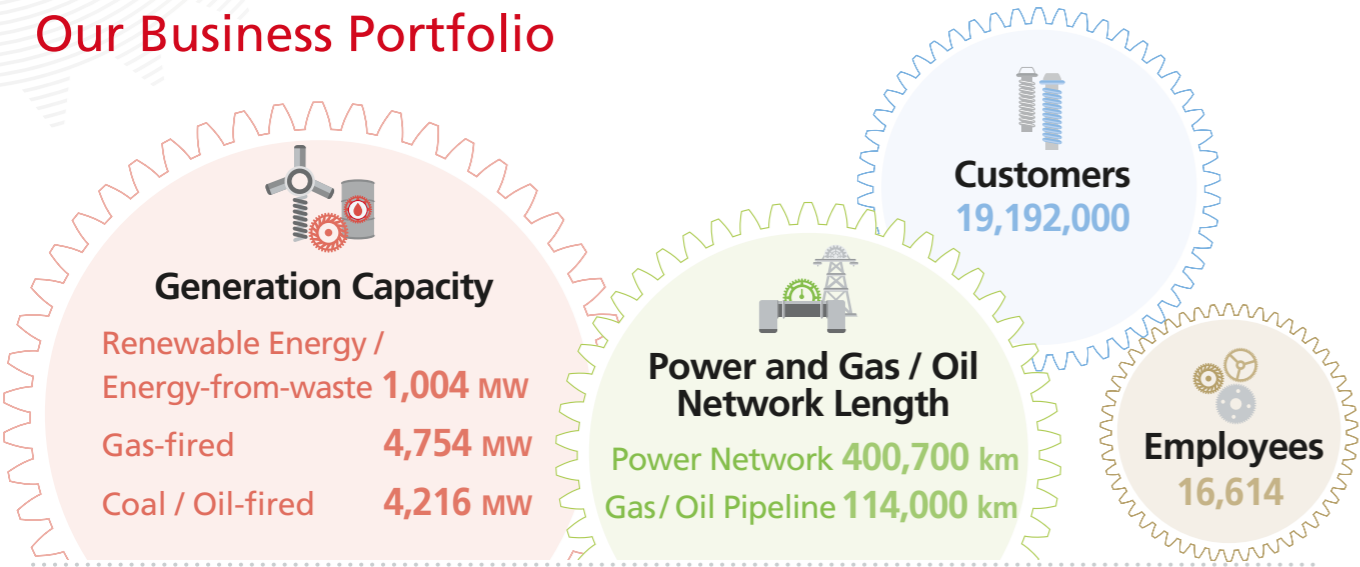 Our Business Portfolio
Generation Capacity
Renewable Energy /
Energy-from-waste 1,004 MW
Gas-fired 4,754 MW
Coal / Oil-fired 4,216 MW
Power and Gas / Oil
Network Length
Power Network 400,700 km
Gas / Oil Pipeline 114,000 km
Customers
19,192,000
Employees
16,614